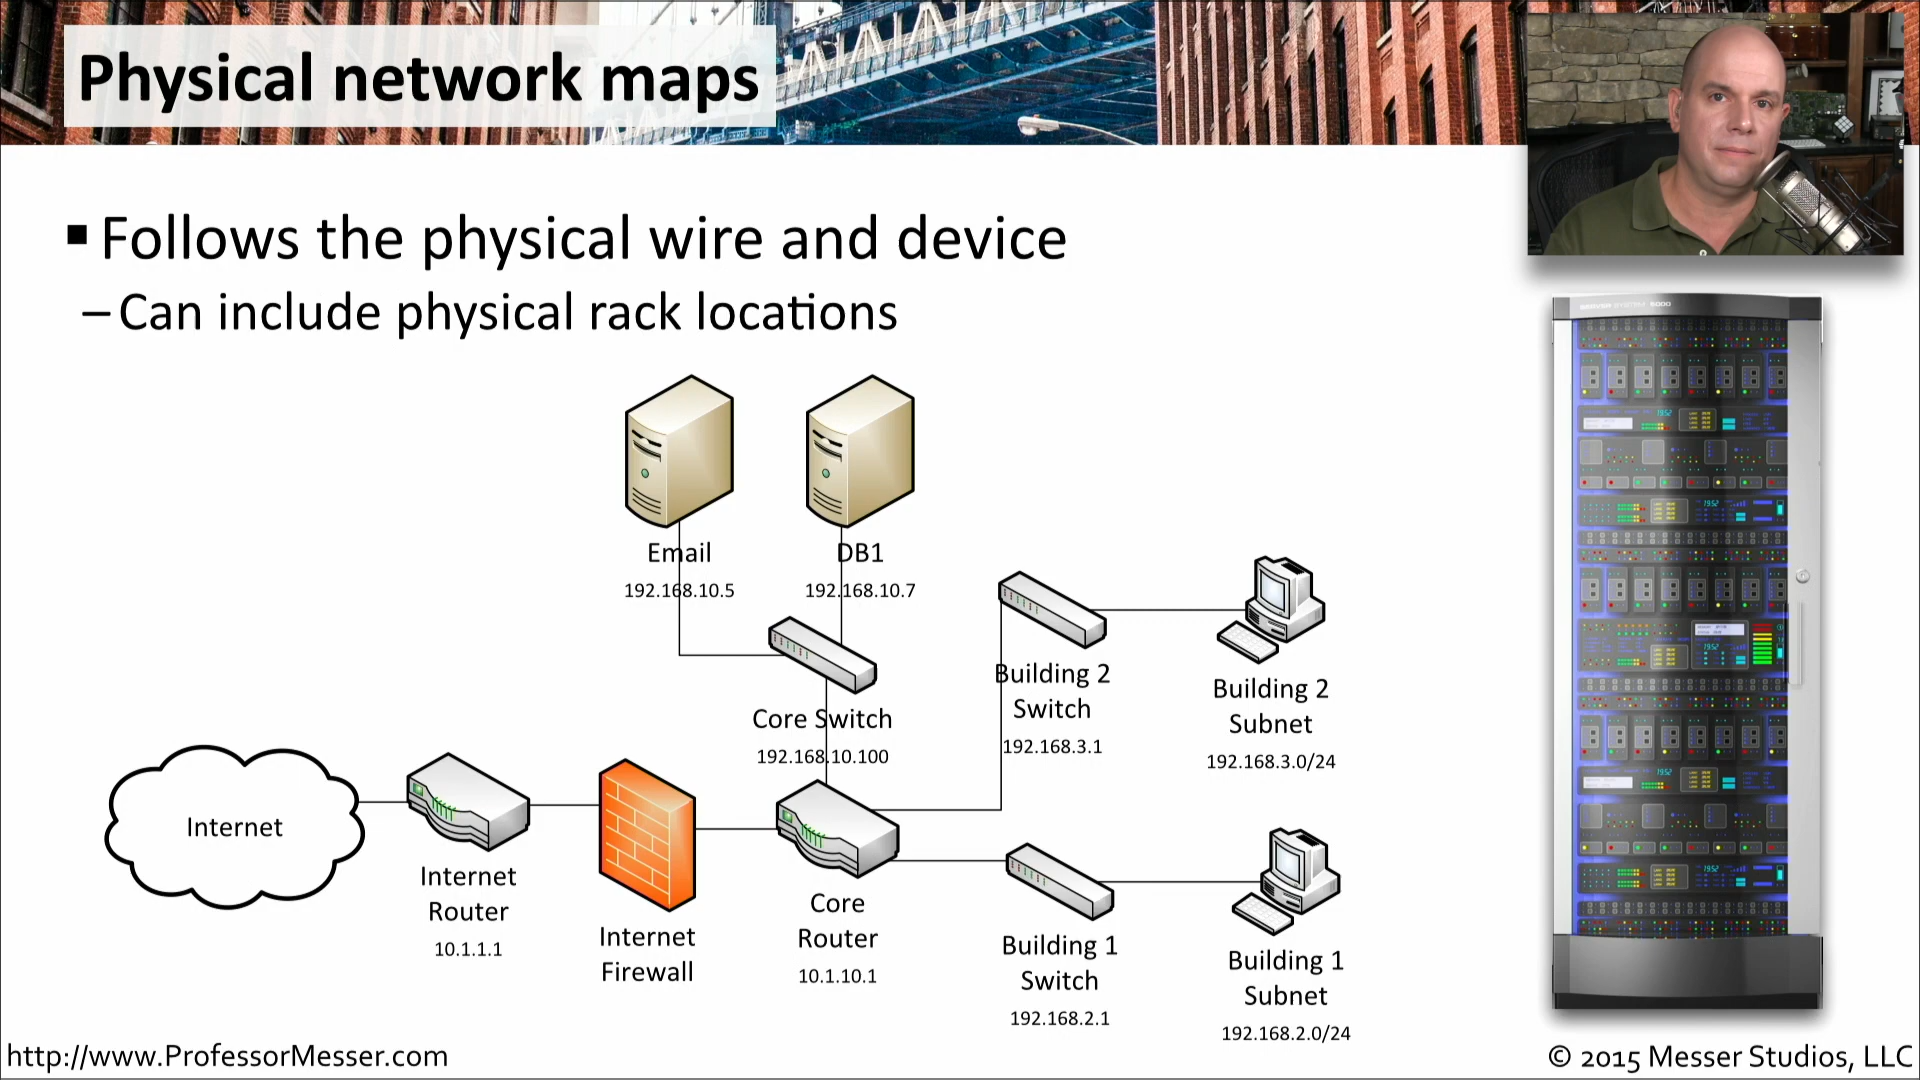 Physical network maps
▪ Follows the physical wire and device
– Can include physical rack locations
SERVER SYSTEM 5000
Email
192.168.10.5
DB1
192.168.10.7
Core Switch
192.168.10.100
Building 2
Switch
192.168.3.1
Building 2
Subnet
192.168.3.0/24
Internet
Internet
Router
10.1.1.1
Internet
Firewall
Core
Router
10.1.10.1
Building 1
Switch
192.168.2.1
Building 1
Subnet
192.168.2.0/24
http://www.ProfessorMesser.com
© 2015 Messer Studios, LLC